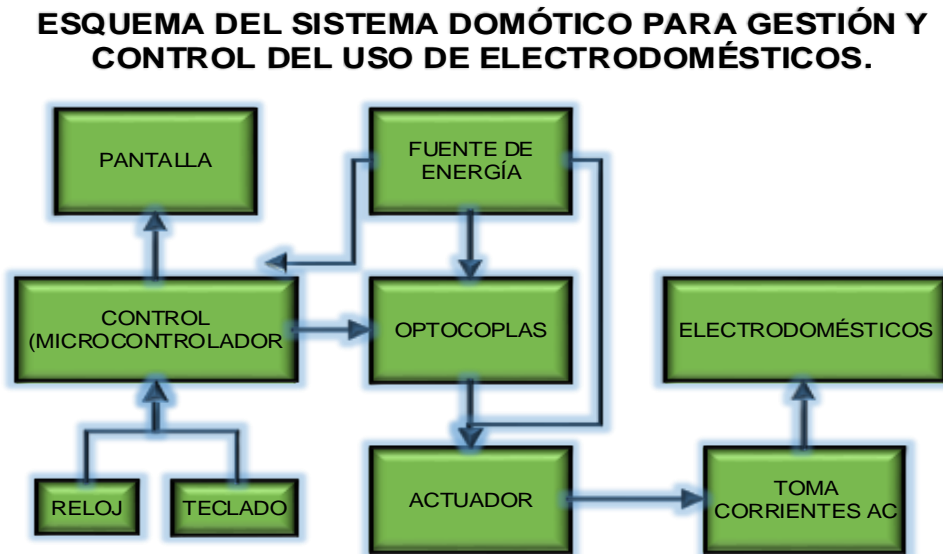 ESQUEMA DEL SISTEMA DOMÓTICO PARA GESTIÓN Y
CONTROL DEL USO DE ELECTRODOMÉSTICOS.
PANTALLA
FUENTE DE
ENERGÍA
CONTROL
(MICROCONTROLADOR
OPTOCOPLAS
ELECTRODOMÉSTICOS
RELOJ
TECLADO
ACTUADOR
TOMA
CORRIENTES AC